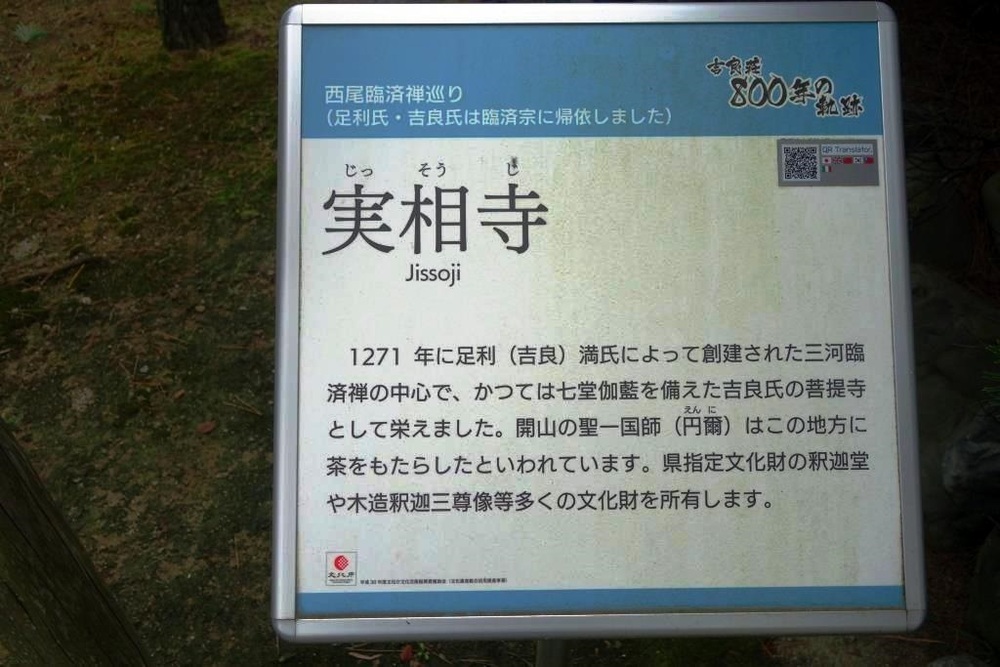 西尾臨済禅巡り
(足利氏・吉良氏は臨済宗に帰依しました)
吉良荘
800年の
軌跡
QR Translator
じっ そう じ
実相寺
Jissoji
1271 年に足利（吉良）満氏によって創建された三河臨
済禅の中心で、かつては七堂伽藍を備えた吉良氏の菩提寺
えん に
として栄えました。開山の聖一国師（円爾）はこの地方に
茶をもたらしたといわれています。県指定文化財の釈迦堂
や木造釈迦三尊像等多くの文化財を所有します。
文化庁